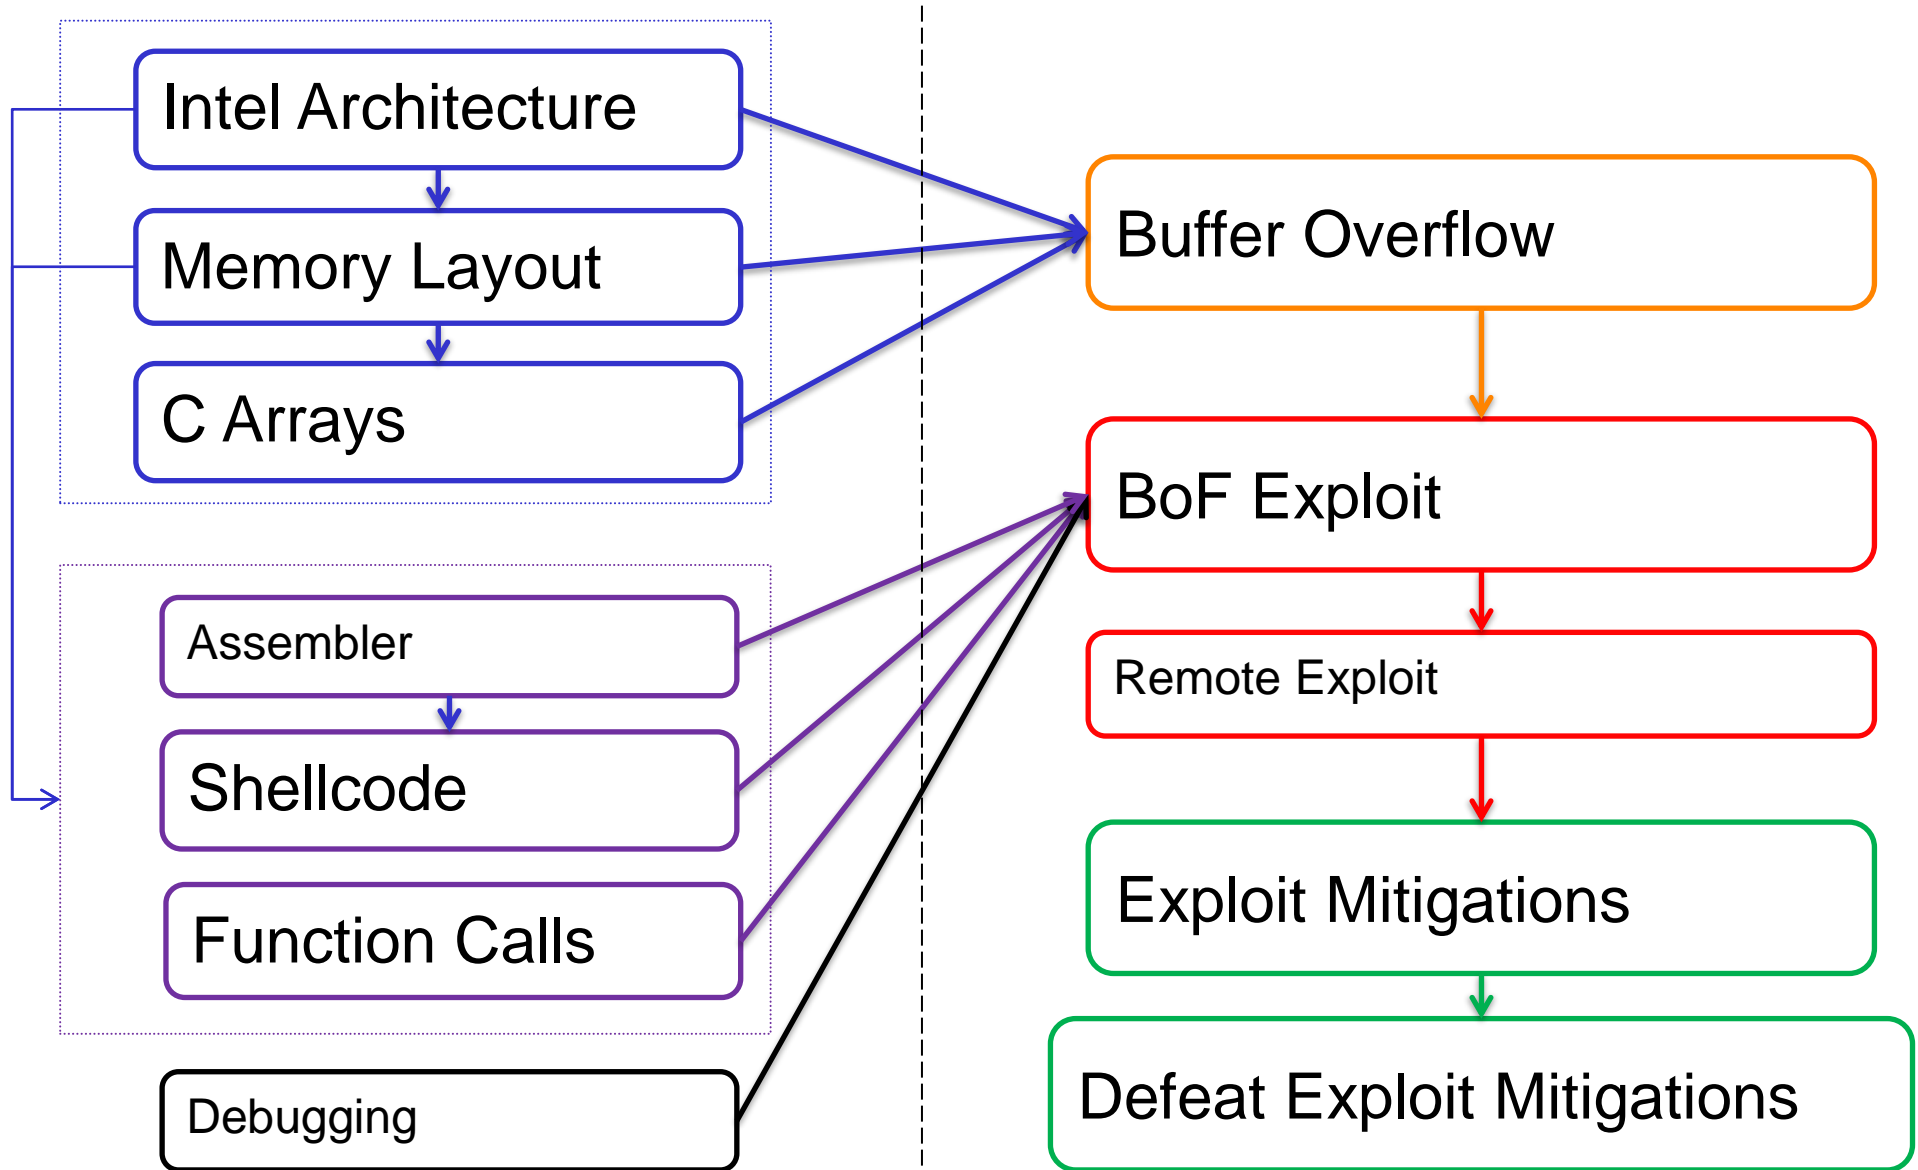 Intel Architecture
Memory Layout
C Arrays
Assembler
Shellcode
Function Calls
Debugging
Buffer Overflow
BoF Exploit
Remote Exploit
Exploit Mitigations
Defeat Exploit Mitigations